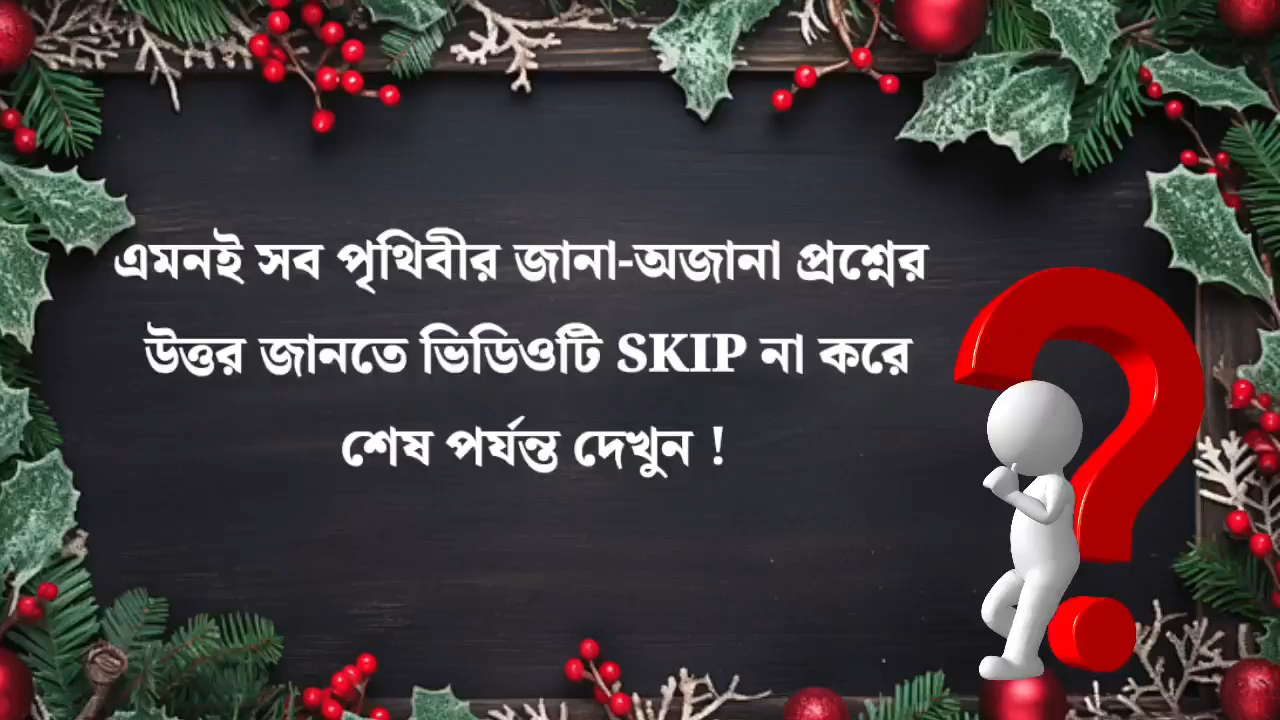 এমনই সব পৃথিবীর জানা-অজানা প্রশ্নের
উত্তর জানতে ভিডিওটি SKIP না করে
শেষ পর্যন্ত দেখুন !